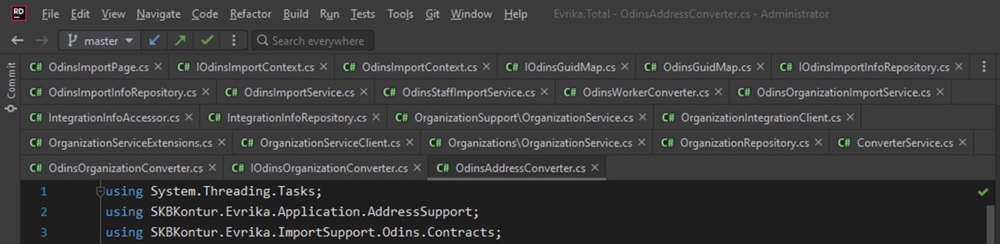 RD File Edit View Navigate Code Refactor Build Run Tests Tools Git Window Help Evrika.Total - OdinsAddressConverter.cs - Administrator
master Search everywhere
Commit
C# OdinsImportPage.cs C# IOdinsImportContext.cs C# OdinsImportContext.cs C# IOdinsGuidMap.cs C# OdinsGuidMap.cs C# IOdinsImportInfoRepository.cs
C# OdinsImportInfoRepository.cs C# OdinsImportService.cs C# OdinsStaffImportService.cs C# OdinsWorkerConverter.cs C# OdinsOrganizationImportService.cs
C# IntegrationInfoAccessor.cs C# IntegrationInfoRepository.cs C# OrganizationSupport\OrganizationService.cs C# OrganizationIntegrationClient.cs
C# OrganizationServiceExtensions.cs C# OrganizationServiceClient.cs C# Organizations\OrganizationService.cs C# OrganizationRepository.cs C# ConverterService.cs
C# OdinsOrganizationConverter.cs C# IOdinsOrganizationConverter.cs C# OdinsAddressConverter.cs
1 using System.Threading.Tasks;
2 using SKBKontur.Evrika.Application.AddressSupport;
3 using SKBKontur.Evrika.ImportSupport.Odins.Contracts;